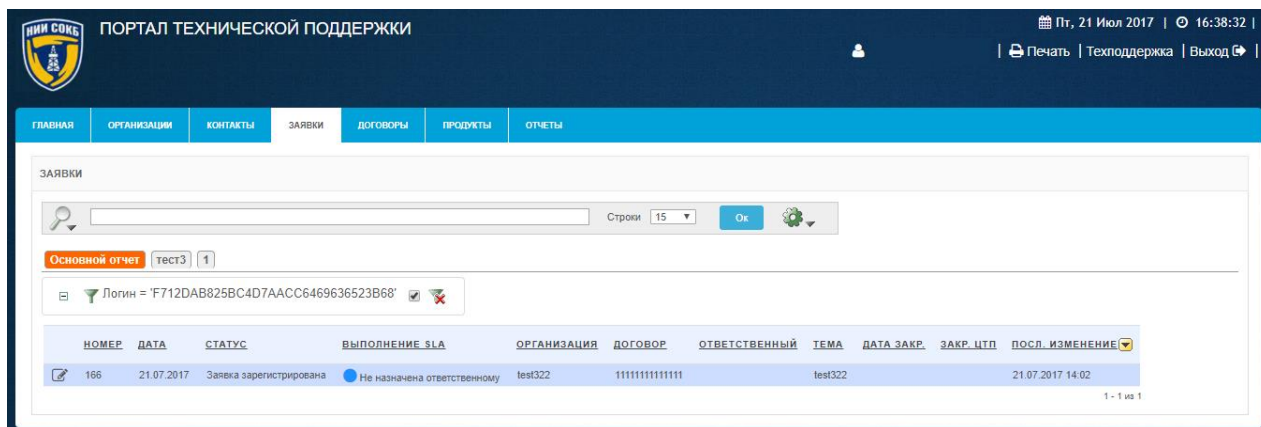 НИИ СОКБ
ПОРТАЛ ТЕХНИЧЕСКОЙ ПОДДЕРЖКИ
Пт, 21 Июл 2017 | 16:38:32 |
| Печать | Техподдержка | Выход |
ГЛАВНАЯ ОРГАНИЗАЦИИ КОНТАКТЫ ЗАЯВКИ ДОГОВОРЫ ПРОДУКТЫ ОТЧЕТЫ
ЗАЯВКИ
Строки 15 Ок
Основной отчет тест3 1
Логин = 'F712DAB825BC4D7AACC6469636523B68'
НОМЕР ДАТА СТАТУС ВЫПОЛНЕНИЕ SLA ОРГАНИЗАЦИЯ ДОГОВОР ОТВЕТСТВЕННЫЙ ТЕМА ДАТА ЗАКР. ЗАКР. ЦТП ПОСЛ. ИЗМЕНЕНИЕ
166 21.07.2017 Заявка зарегистрирована Не назначена ответственному test322 11111111111111 test322 21.07.2017 14:02
1 - 1 из 1